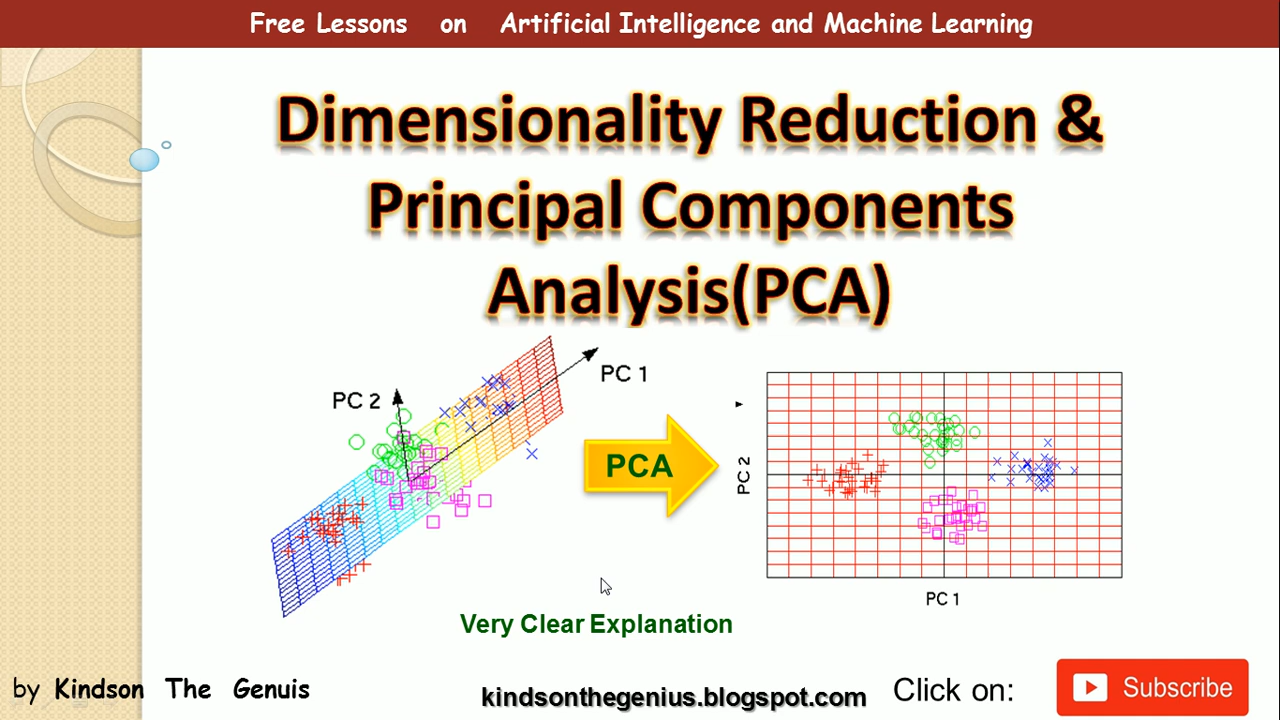 Free Lessons on Artificial Intelligence and Machine Learning
Dimensionality Reduction &
Principal Components
Analysis(PCA)
PC 1
PC 2
PCA
PC 2
PC 1
Very Clear Explanation
by Kindson The Genuis
kindsonthegenius.blogspot.com
Click on:
Subscribe